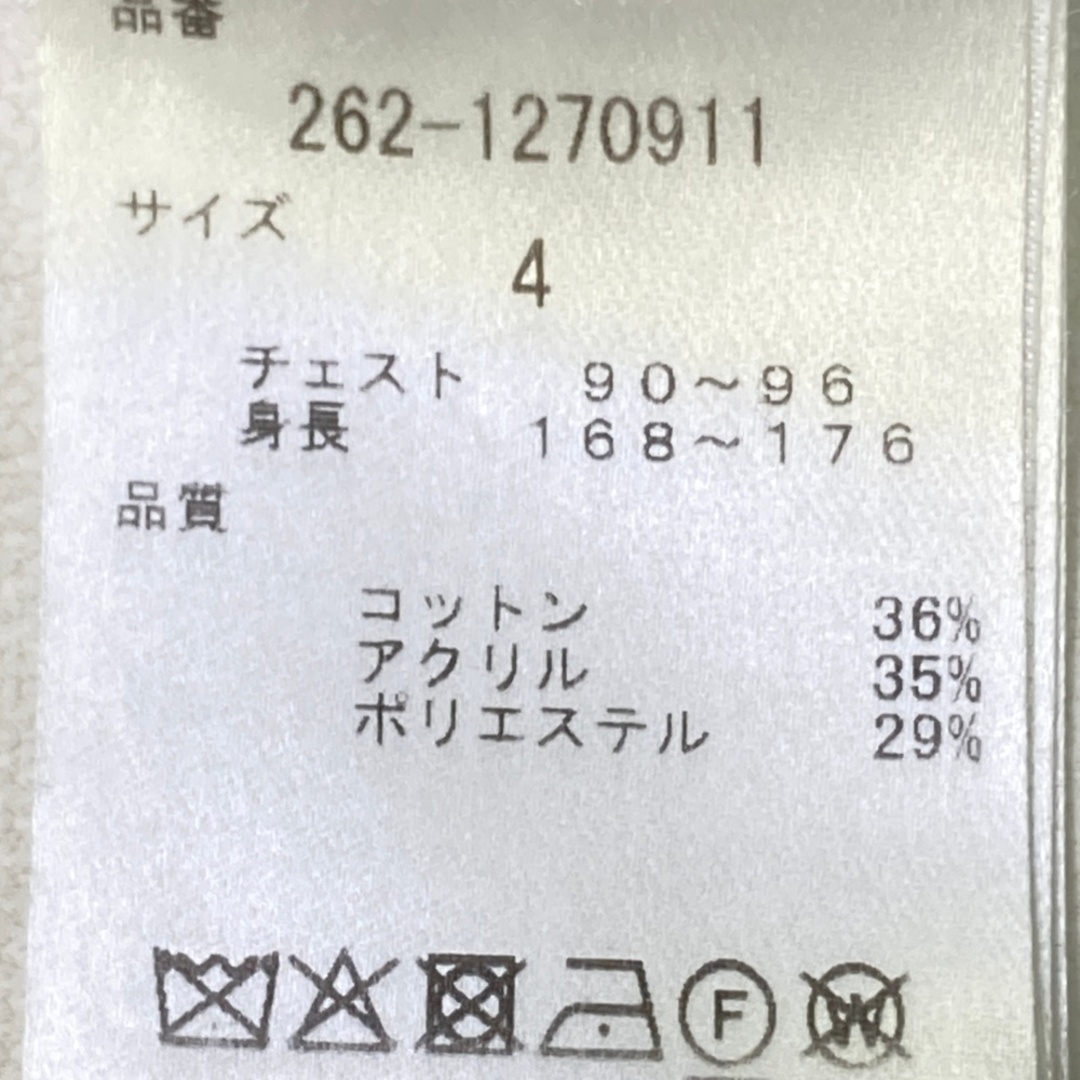 品番
262-1270911
サイズ
4
チェスト 90～96
身長 168～176
品質
コットン 36%
アクリル 35%
ポリエステル 29%
F W